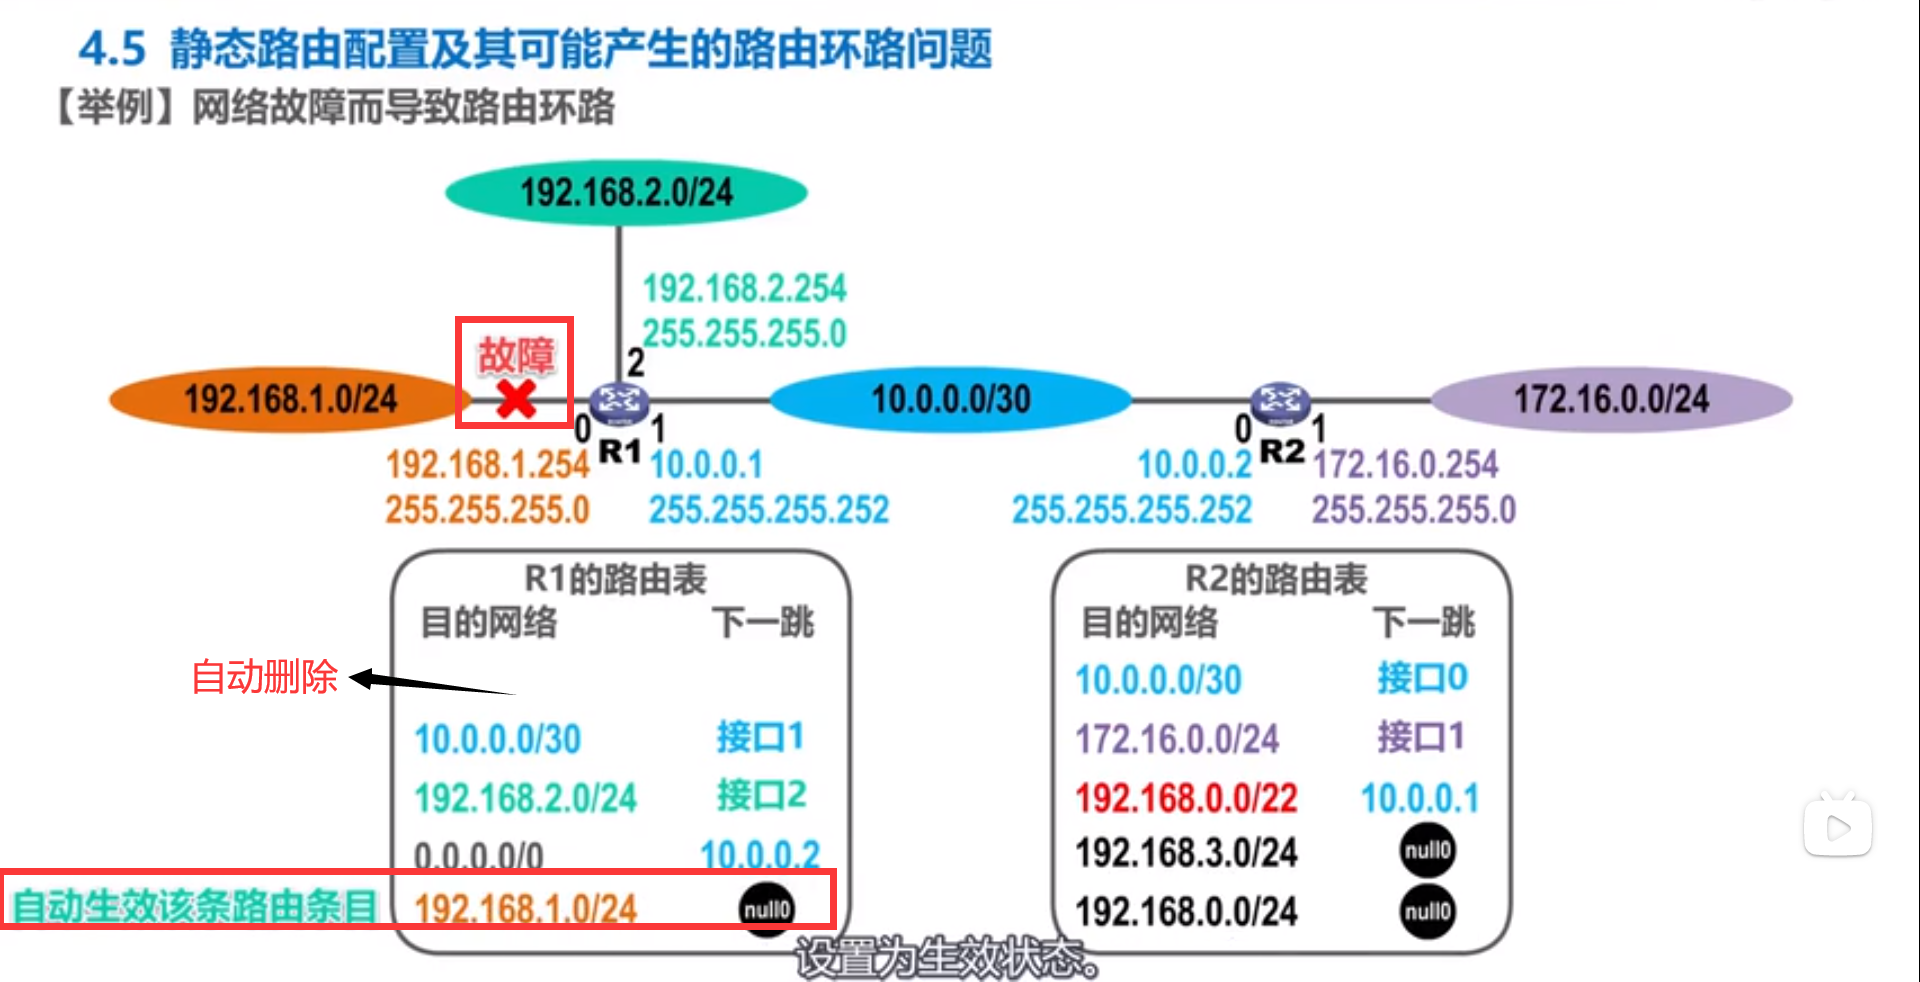 4.5 静态路由配置及其可能产生的路由环路问题
【举例】网络故障而导致路由环路
192.168.2.0/24
192.168.2.254
255.255.255.0
故障
2
192.168.1.0/24
10.0.0.0/30
172.16.0.0/24
0 R1 1
0 R2 1
192.168.1.254
255.255.255.0
10.0.0.1
255.255.255.252
10.0.0.2
255.255.255.252
172.16.0.254
255.255.255.0
ROUTER
R1的路由表
目的网络 下一跳
自动删除
10.0.0.0/30 接口1
192.168.2.0/24 接口2
0.0.0.0/0 10.0.0.2
自动生效该条路由条目 192.168.1.0/24 null0
R2的路由表
目的网络 下一跳
10.0.0.0/30 接口0
172.16.0.0/24 接口1
192.168.0.0/22 10.0.0.1
192.168.3.0/24 null0
192.168.0.0/24 null0
设置为生效状态。